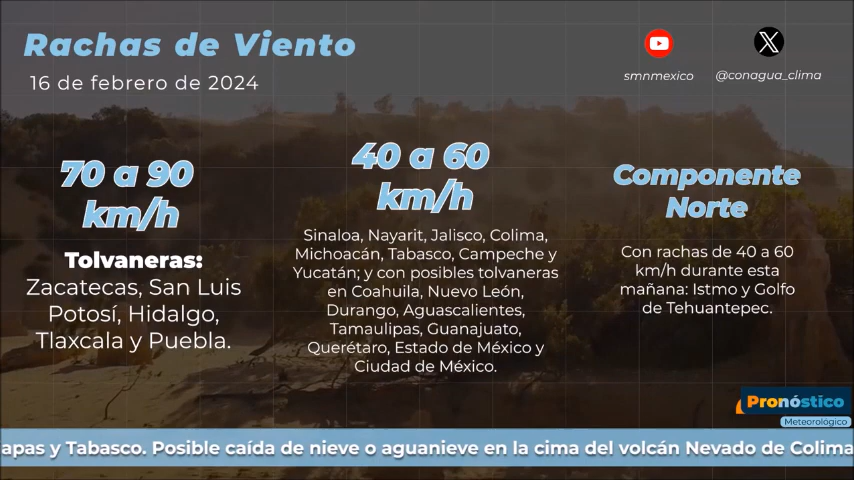 Rachas de Viento
16 de febrero de 2024
smnmexico
@conagua_clima
70 a 90
km/h
Tolvaneras:
Zacatecas, San Luis
Potosí, Hidalgo,
Tlaxcala y Puebla.
40 a 60
km/h
Sinaloa, Nayarit, Jalisco, Colima,
Michoacán, Tabasco, Campeche y
Yucatán; y con posibles tolvaneras
en Coahuila, Nuevo León,
Durango, Aguascalientes,
Tamaulipas, Guanajuato,
Querétaro, Estado de México y
Ciudad de México.
Componente
Norte
Con rachas de 40 a 60
km/h durante esta
mañana: Istmo y Golfo
de Tehuantepec.
Pronóstico
Meteorológico
apas y Tabasco. Posible caída de nieve o aguanieve en la cima del volcán Nevado de Colima